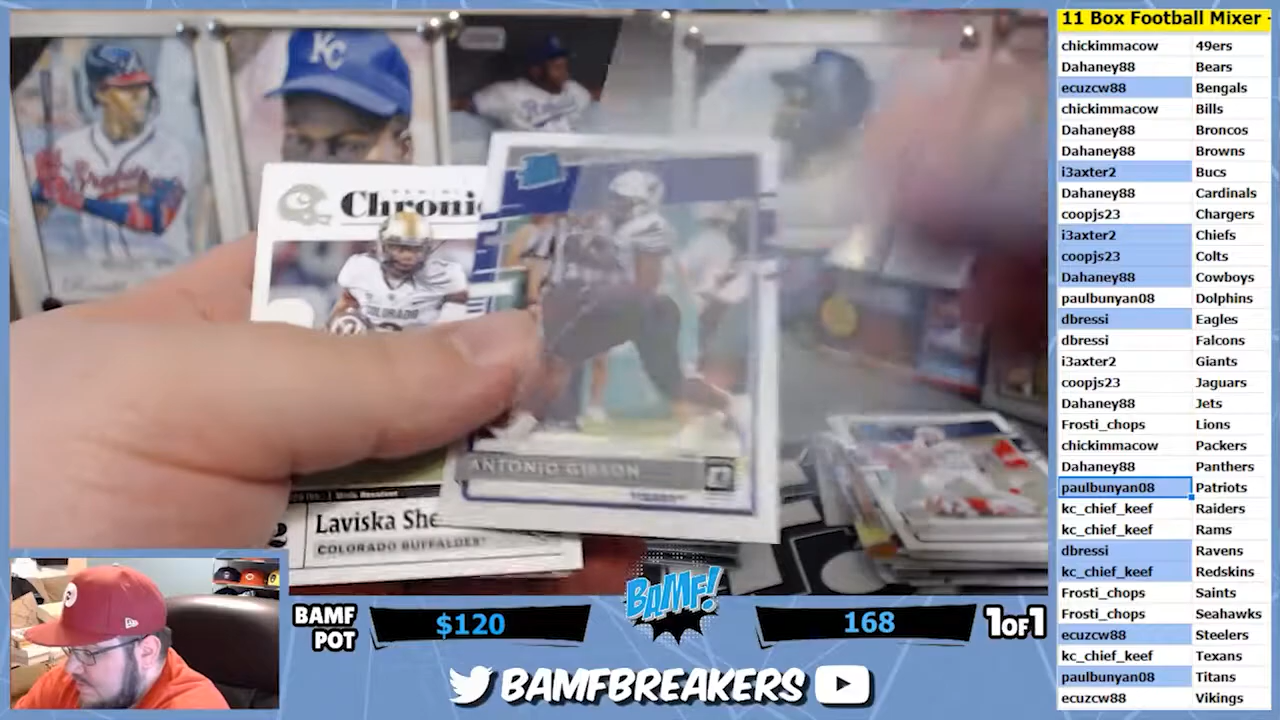 11 Box Football Mixer -
chickimmacow 49ers
Dahaney88 Bears
ecuzcw88 Bengals
chickimmacow Bills
Dahaney88 Broncos
Dahaney88 Browns
i3axter2 Bucs
Dahaney88 Cardinals
coopjs23 Chargers
i3axter2 Chiefs
coopjs23 Colts
Dahaney88 Cowboys
paulbunyan08 Dolphins
dbressi Eagles
dbressi Falcons
i3axter2 Giants
coopjs23 Jaguars
Dahaney88 Jets
Frosti_chops Lions
chickimmacow Packers
Dahaney88 Panthers
paulbunyan08 Patriots
kc_chief_keef Raiders
kc_chief_keef Rams
dbressi Ravens
kc_chief_keef Redskins
Frosti_chops Saints
Frosti_chops Seahawks
ecuzcw88 Steelers
kc_chief_keef Texans
paulbunyan08 Titans
ecuzcw88 Vikings
KC
Braves
Chronic
COLORADO
ANTONIO GIBSON
Laviska She
COLORADO BUFFALOES
BAMF POT
$120
BAMF!
168
1OF1
BAMFBREAKERS